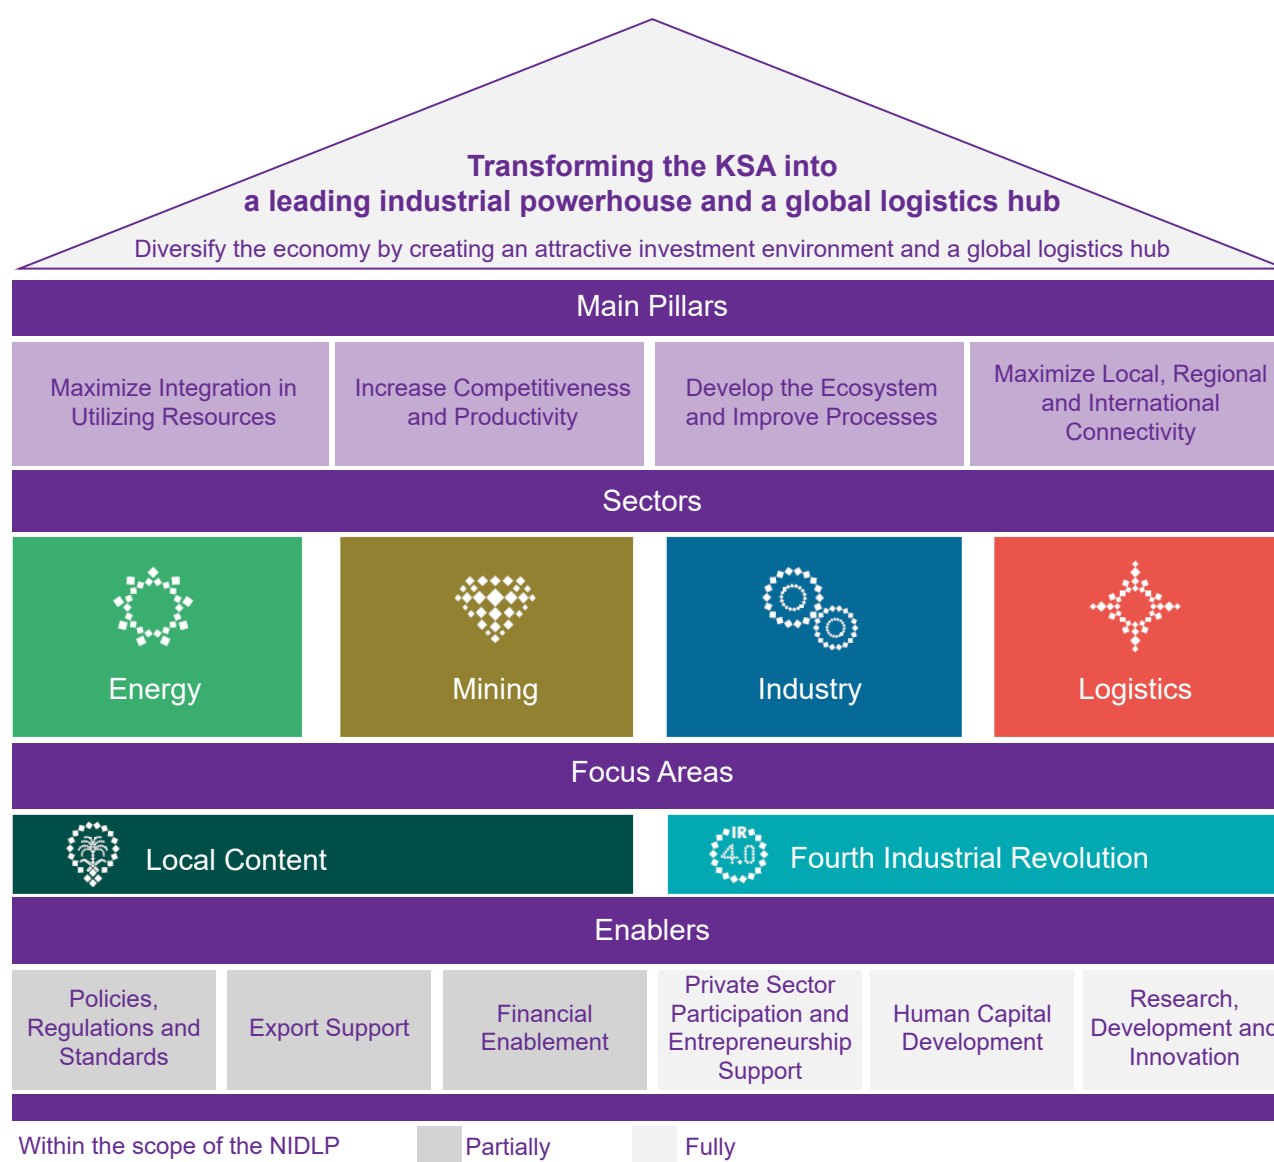 Transforming the KSA into
a leading industrial powerhouse and a global logistics hub
Diversify the economy by creating an attractive investment environment and a global logistics hub
Main Pillars
Maximize Integration in
Utilizing Resources
Increase Competitiveness
and Productivity
Develop the Ecosystem
and Improve Processes
Maximize Local, Regional
and International
Connectivity
Sectors
Energy
Mining
Industry
Logistics
Focus Areas
Local Content
IR
4.0
Fourth Industrial Revolution
Enablers
Policies,
Regulations and
Standards
Export Support
Financial
Enablement
Private Sector
Participation and
Entrepreneurship
Support
Human Capital
Development
Research,
Development and
Innovation
Within the scope of the NIDLP
Partially
Fully